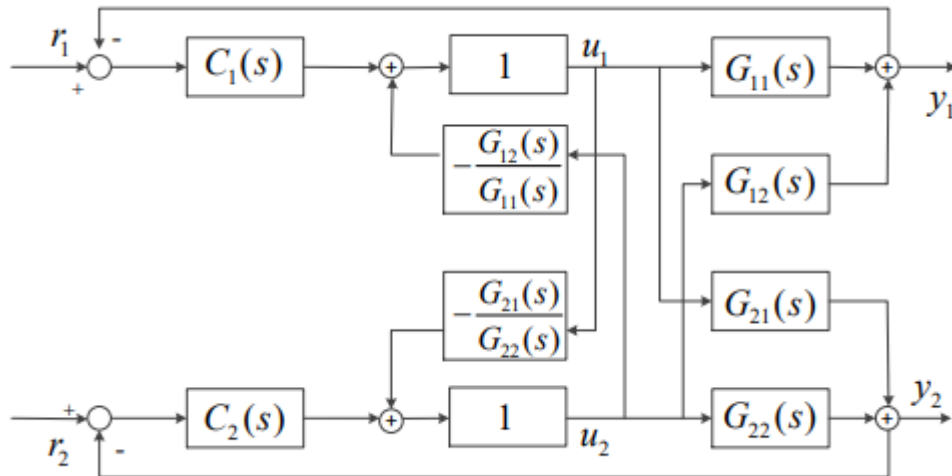 r₁ + -
C₁(s)
+
1
u₁
G₁₁(s)
+
y₁
-G₁₂(s)/G₁₁(s)
G₁₂(s)
-G₂₁(s)/G₂₂(s)
G₂₁(s)
r₂ + -
C₂(s)
+
1
u₂
G₂₂(s)
+
y₂